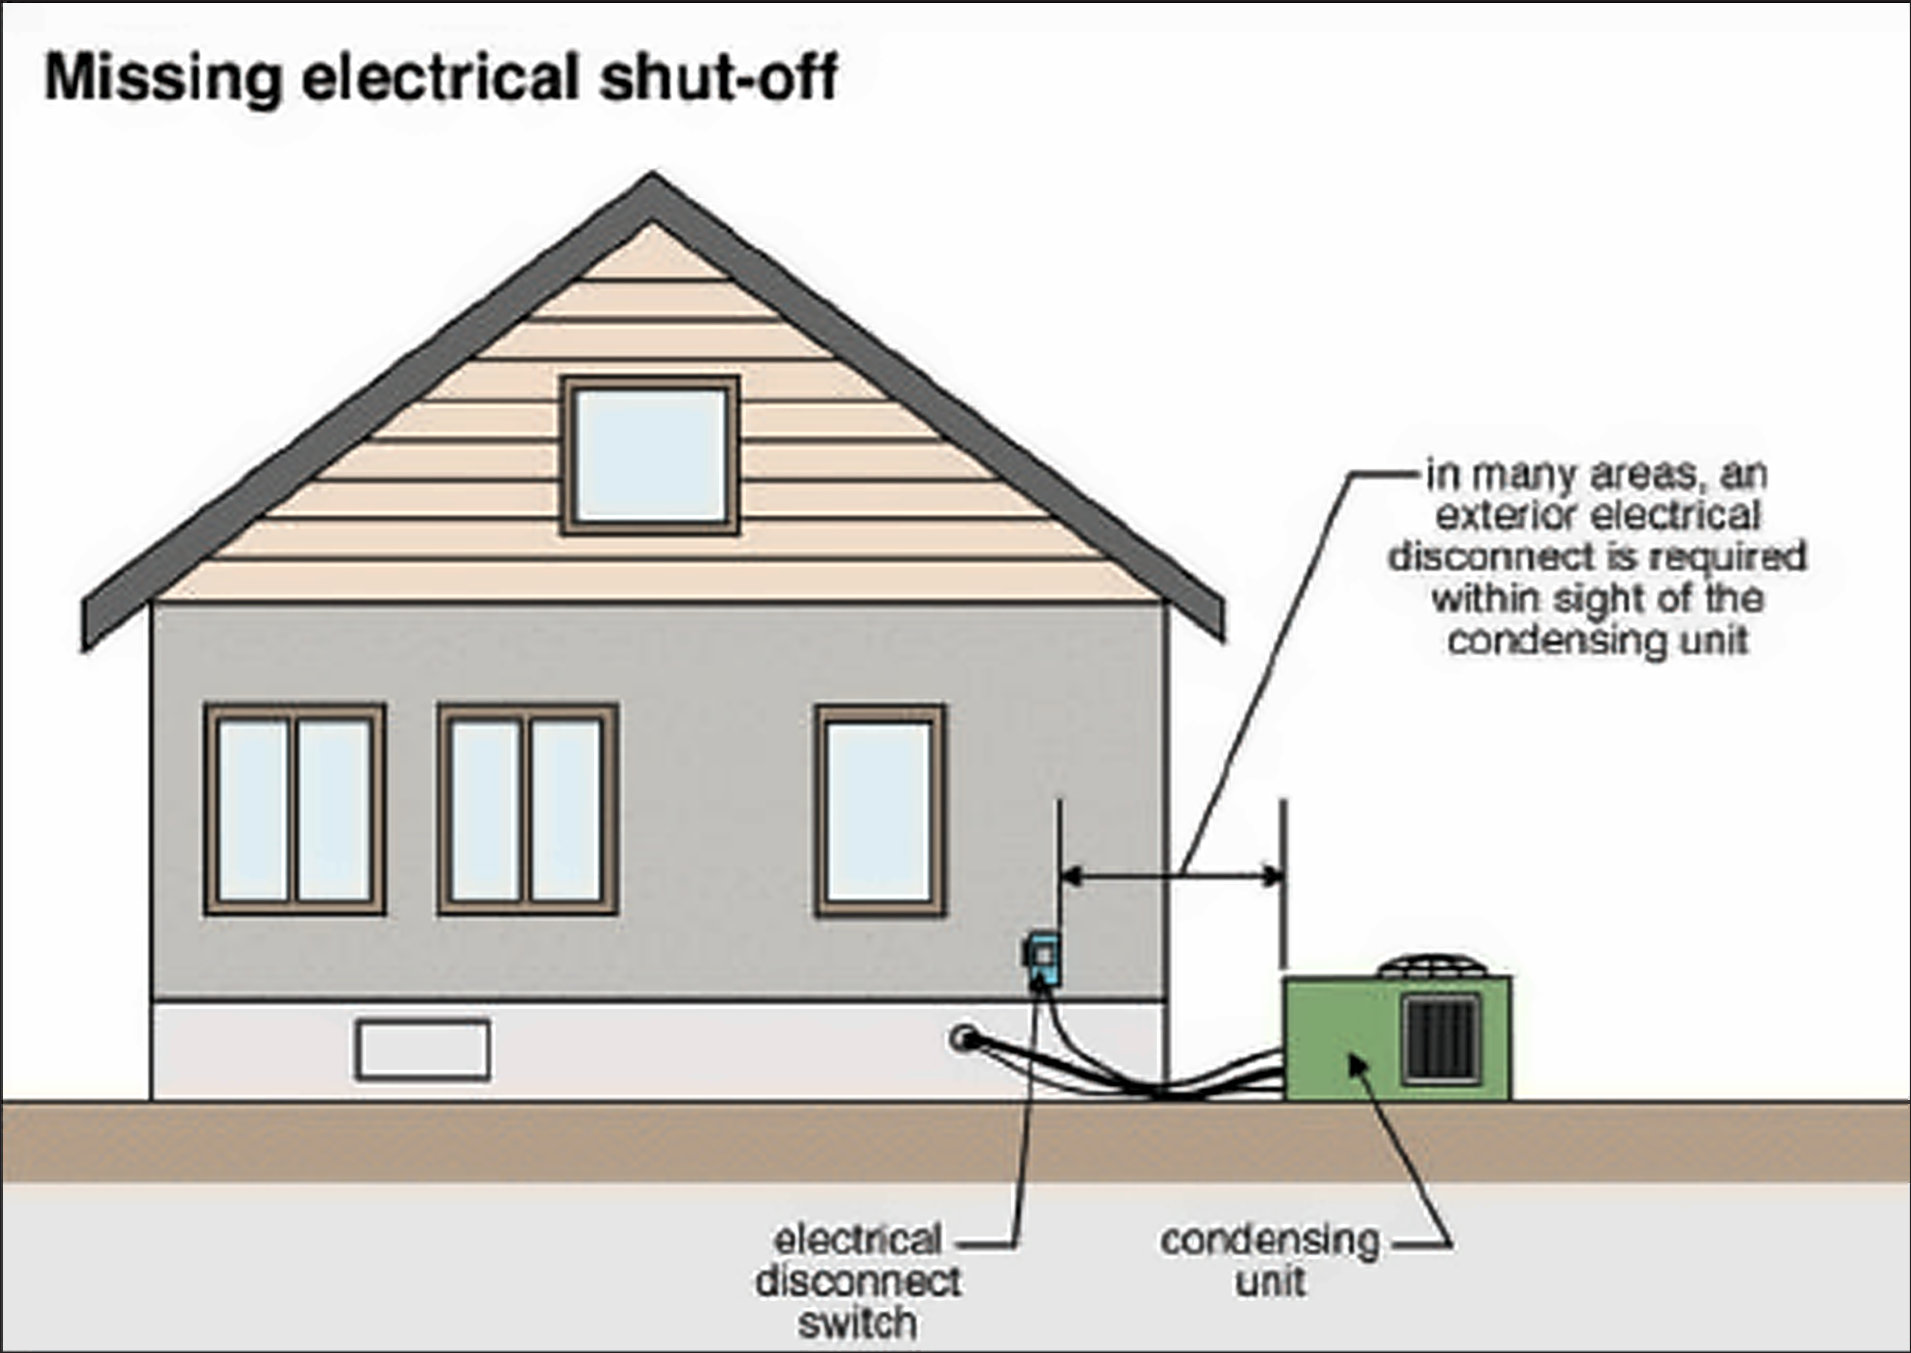 Missing electrical shut-off
in many areas, an
exterior electrical
disconnect is required
within sight of the
condensing unit
electrical
disconnect
switch
condensing
unit